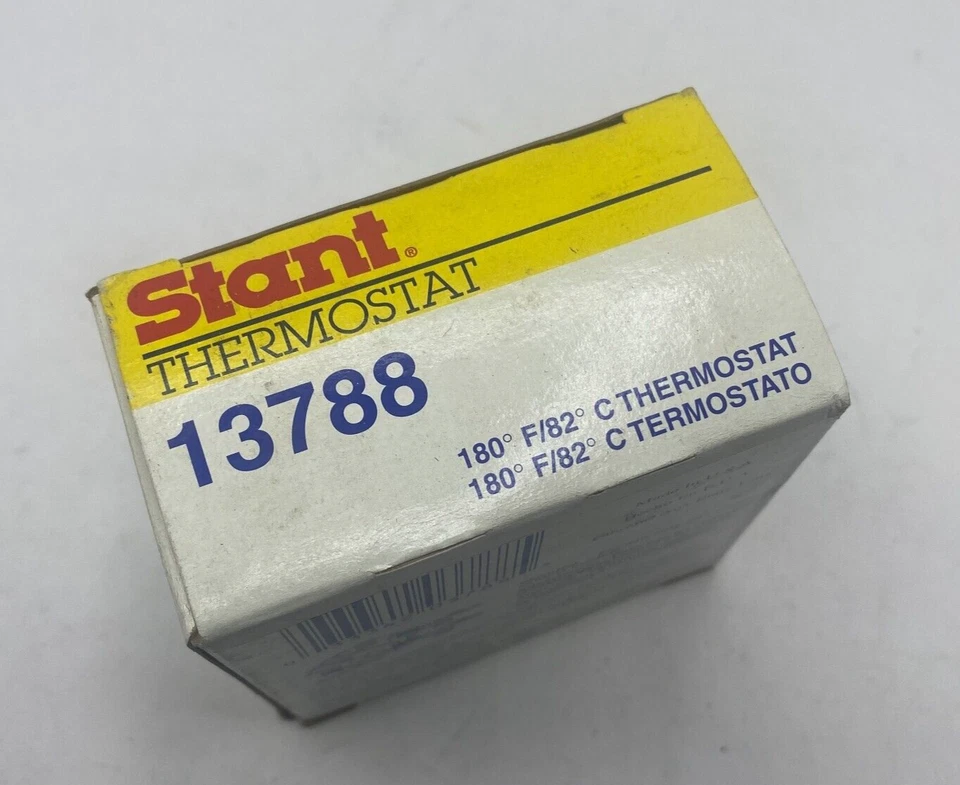 Stant®
THERMOSTAT
13788
180° F/82° C THERMOSTAT
180° F/82° C TERMOSTATO